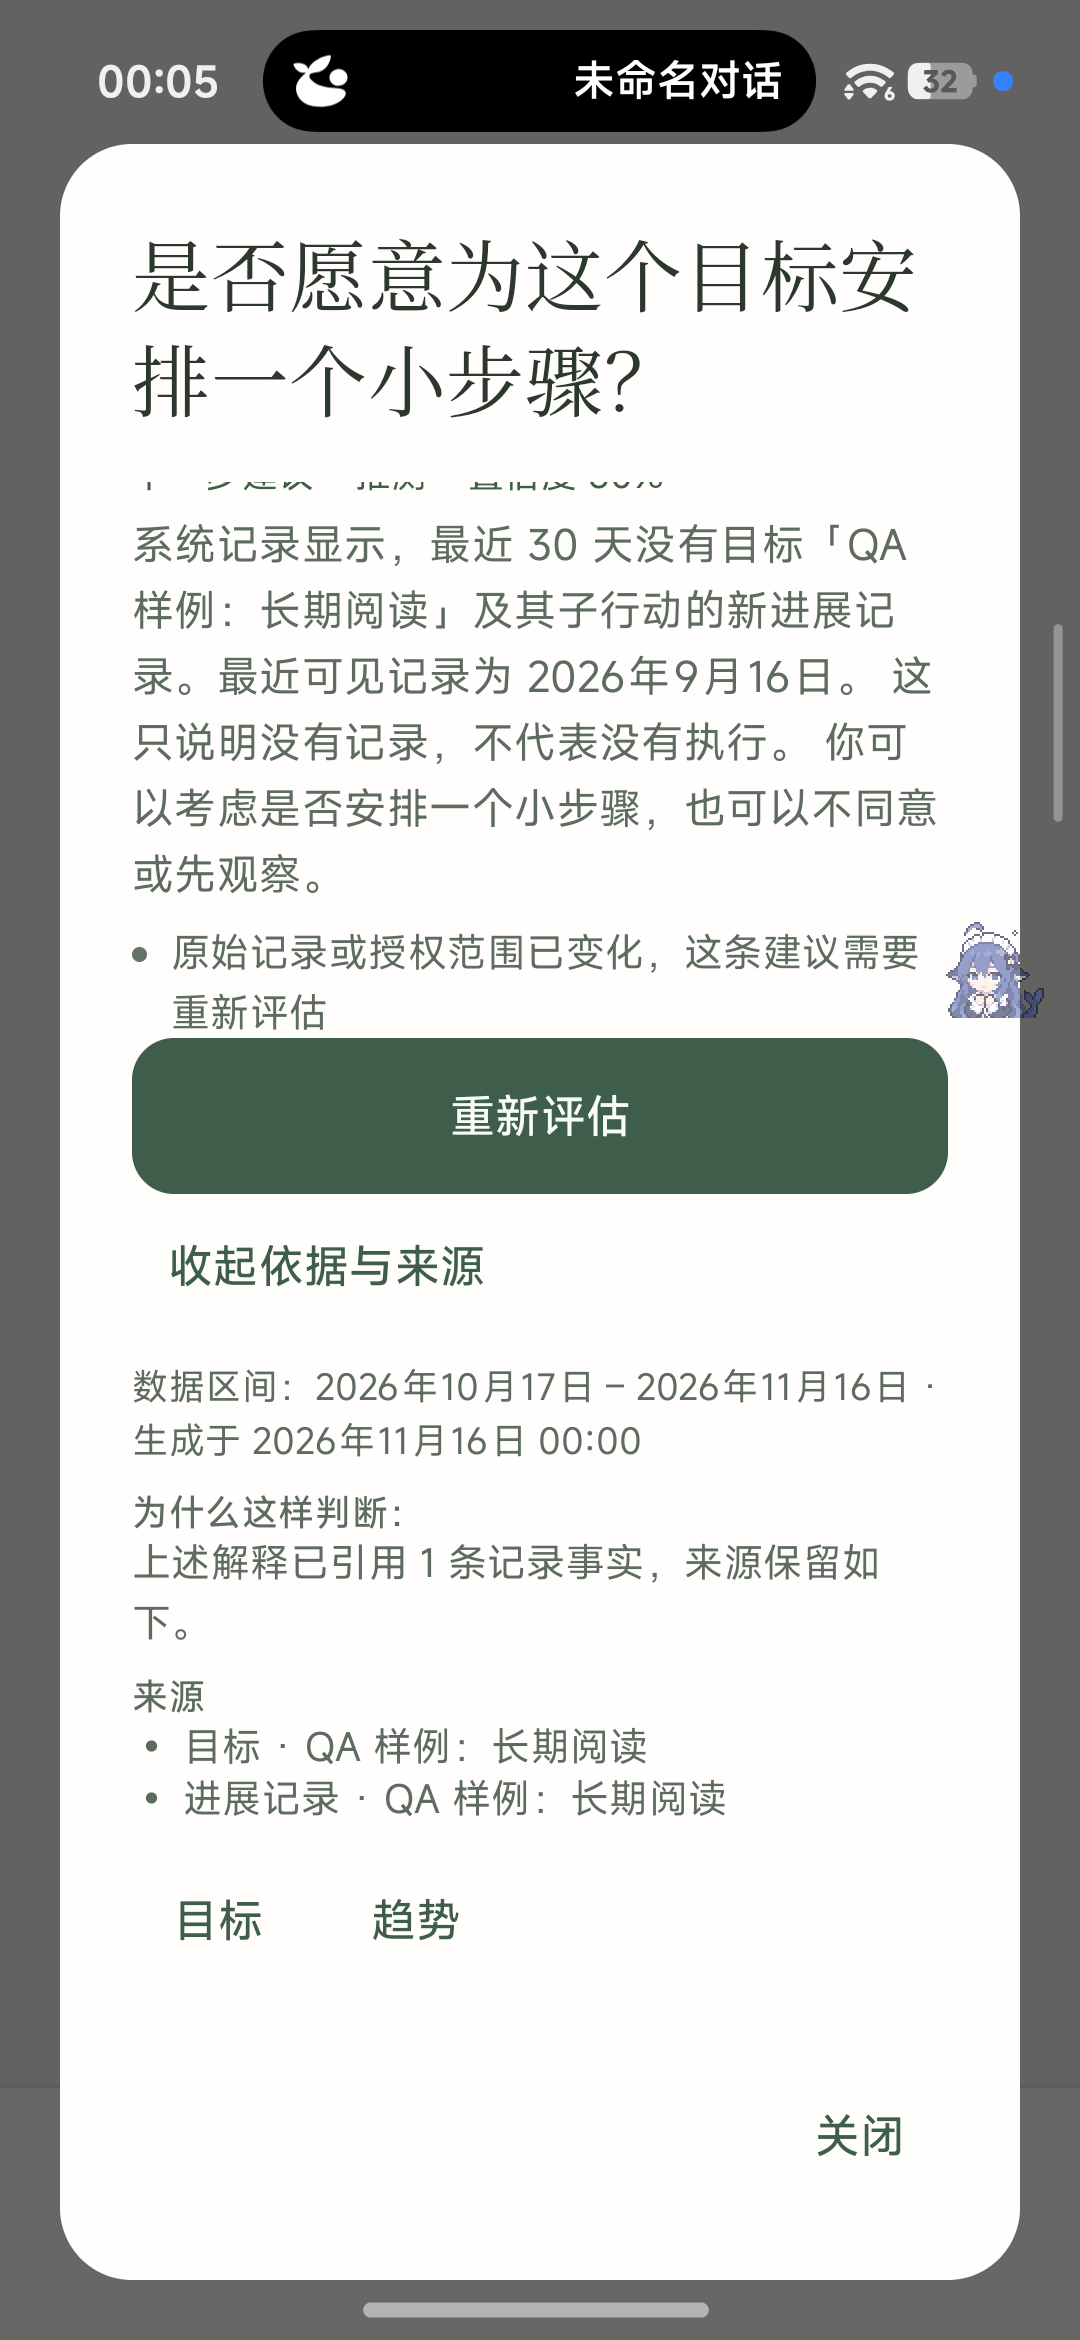 00:05
未命名对话
6
32
是否愿意为这个目标安
排一个小步骤?
系统记录显示，最近 30 天没有目标「QA
样例：长期阅读」及其子行动的新进展记
录。最近可见记录为 2026年9月16日。 这
只说明没有记录，不代表没有执行。 你可
以考虑是否安排一个小步骤，也可以不同意
或先观察。
• 原始记录或授权范围已变化，这条建议需要
重新评估
重新评估
收起依据与来源
数据区间：2026年10月17日 – 2026年11月16日 ·
生成于 2026年11月16日 00:00
为什么这样判断：
上述解释已引用 1 条记录事实，来源保留如
下。
来源
• 目标 · QA 样例：长期阅读
• 进展记录 · QA 样例：长期阅读
目标 趋势
关闭